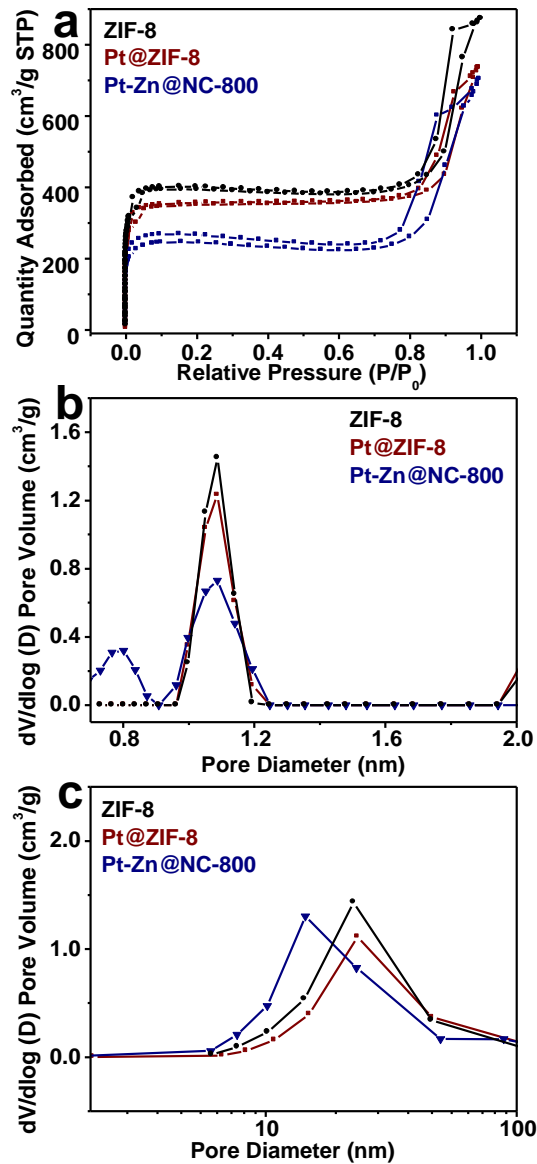 a
ZIF-8
Pt@ZIF-8
Pt-Zn@NC-800
Quantity Adsorbed (cm³/g STP)
800
600
400
200
0
0.0 0.2 0.4 0.6 0.8 1.0
Relative Pressure (P/P₀)
b
ZIF-8
Pt@ZIF-8
Pt-Zn@NC-800
dV/dlog (D) Pore Volume (cm³/g)
1.6
1.2
0.8
0.4
0.0
0.8 1.2 1.6 2.0
Pore Diameter (nm)
c
ZIF-8
Pt@ZIF-8
Pt-Zn@NC-800
dV/dlog (D) Pore Volume (cm³/g)
2.0
1.0
0.0
10 100
Pore Diameter (nm)